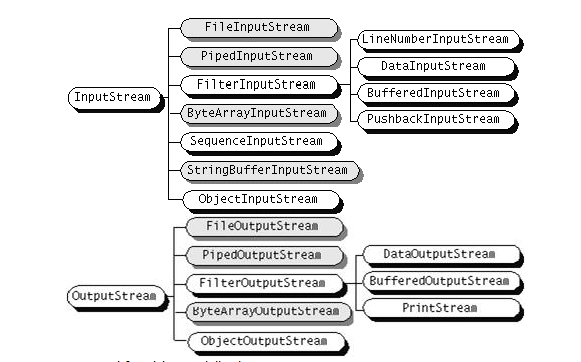 FileInputStream
PipedInputStream
FilterInputStream
ByteArrayInputStream
SequenceInputStream
StringBufferInputStream
ObjectInputStream
InputStream
LineNumberInputStream
DataInputStream
BufferedInputStream
PushbackInputStream
FileOutputStream
PipedOutputStream
FilterOutputStream
ByteArrayOutputStream
ObjectOutputStream
OutputStream
DataOutputStream
BufferedOutputStream
PrintStream